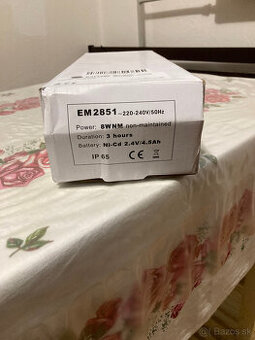 EM2851 ~220-240V/50Hz
Power: 8WNM non-maintained
Duration: 3 hours
Battery: Ni-Cd 2.4V/4.5Ah
IP 65 CE
Bazos.sk